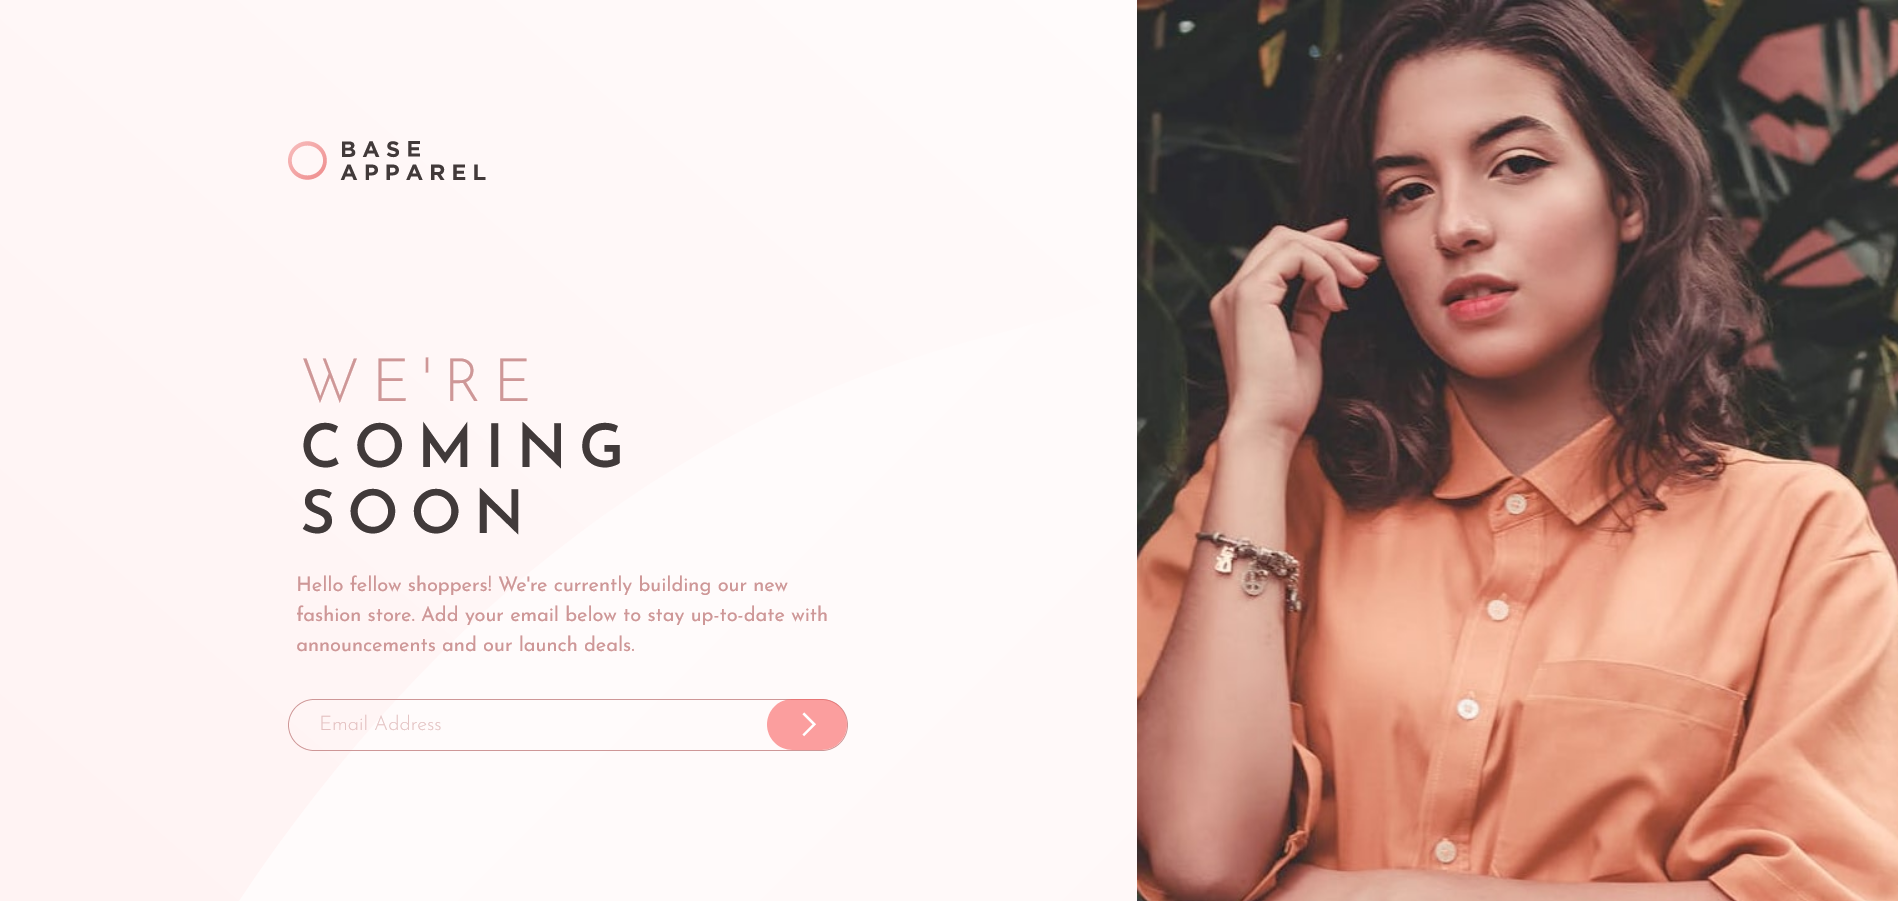 BASE
APPAREL
WE'RE
COMING
SOON
Hello fellow shoppers! We're currently building our new
fashion store. Add your email below to stay up-to-date with
announcements and our launch deals.
Email Address